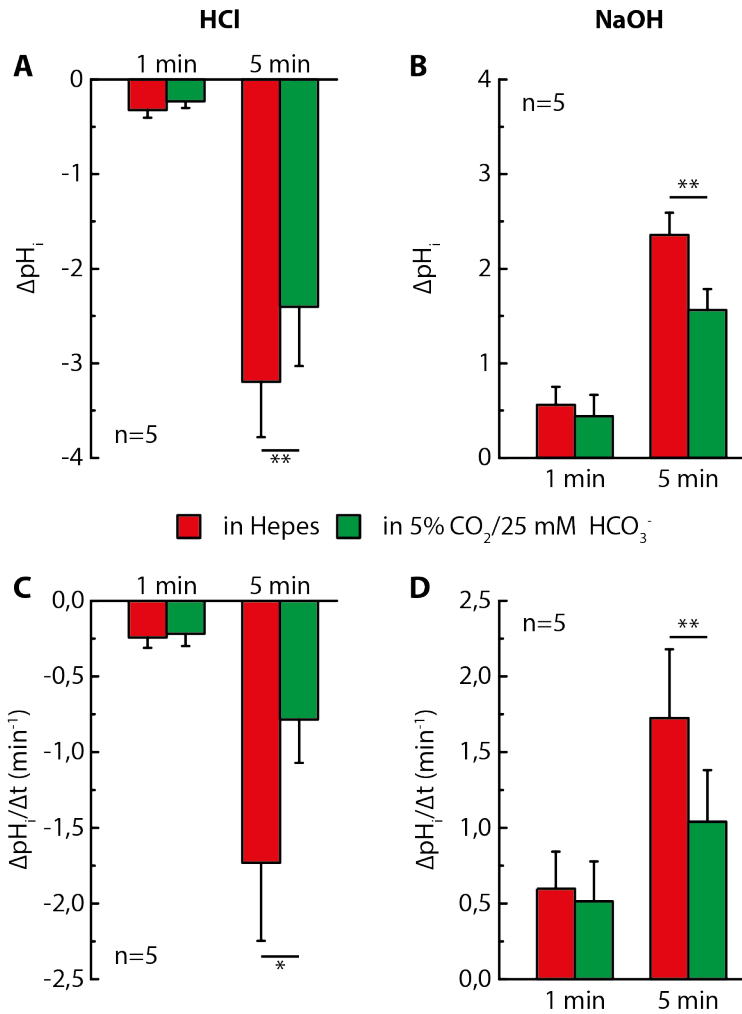 HCl
NaOH
A
1 min 5 min
0
-1
-2
-3
-4
ΔpHᵢ
n=5
**
B
4
3
2
1
0
ΔpHᵢ
n=5
**
1 min 5 min
in Hepes in 5% CO₂/25 mM HCO₃⁻
C
1 min 5 min
0,0
-0,5
-1,0
-1,5
-2,0
-2,5
ΔpHᵢ/Δt (min⁻¹)
n=5
*
D
2,5
2,0
1,5
1,0
0,5
0,0
ΔpHᵢ/Δt (min⁻¹)
n=5
**
1 min 5 min